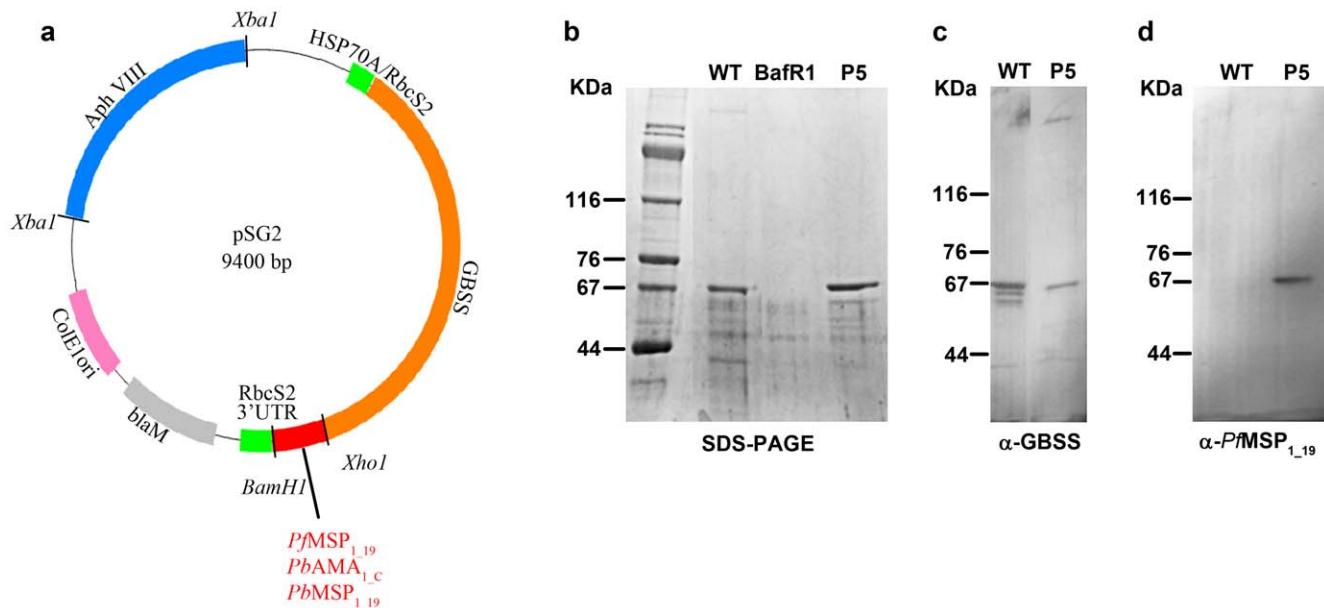 a
Xba1
HSP70A/RbcS2
Aph VIII
Xba1
pSG2
9400 bp
GBSS
ColE1ori
blaM
RbcS2
3'UTR
BamH1
Xho1
PfMSP1_19
PbAMA1_C
PbMSP1_19
b
KDa
WT BafR1 P5
116
76
67
44
SDS-PAGE
c
WT P5
KDa
116
76
67
44
α-GBSS
d
WT P5
KDa
116
76
67
44
α-PfMSP1_19